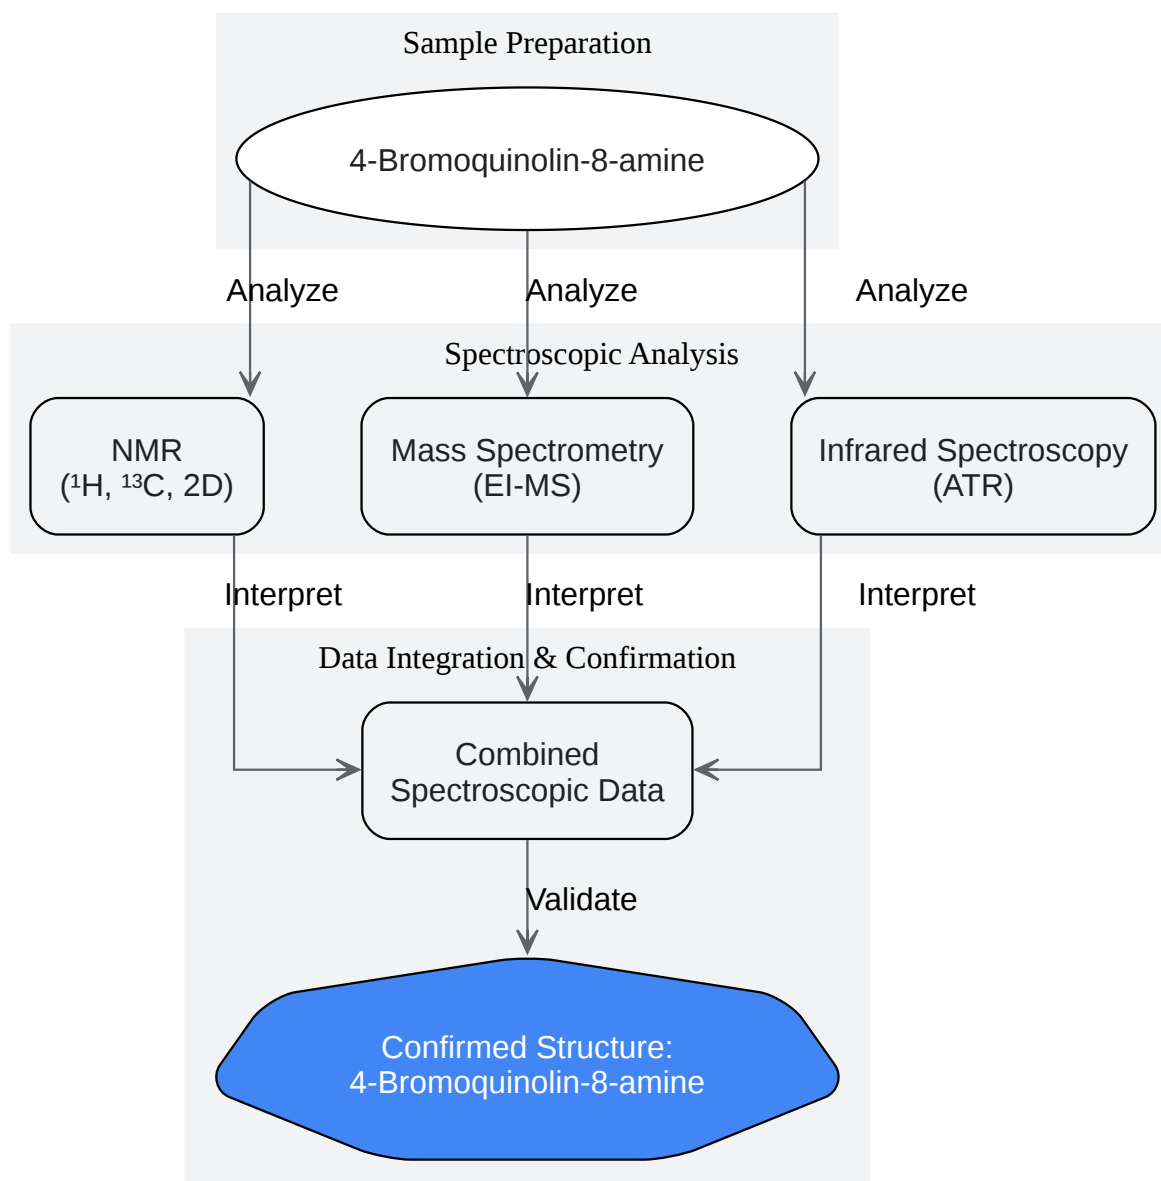 Sample Preparation
4-Bromoquinolin-8-amine
Analyze
Analyze
Analyze
Spectroscopic Analysis
NMR
(¹H, ¹³C, 2D)
Mass Spectrometry
(EI-MS)
Infrared Spectroscopy
(ATR)
Interpret
Interpret
Interpret
Data Integration & Confirmation
Combined
Spectroscopic Data
Validate
Confirmed Structure:
4-Bromoquinolin-8-amine